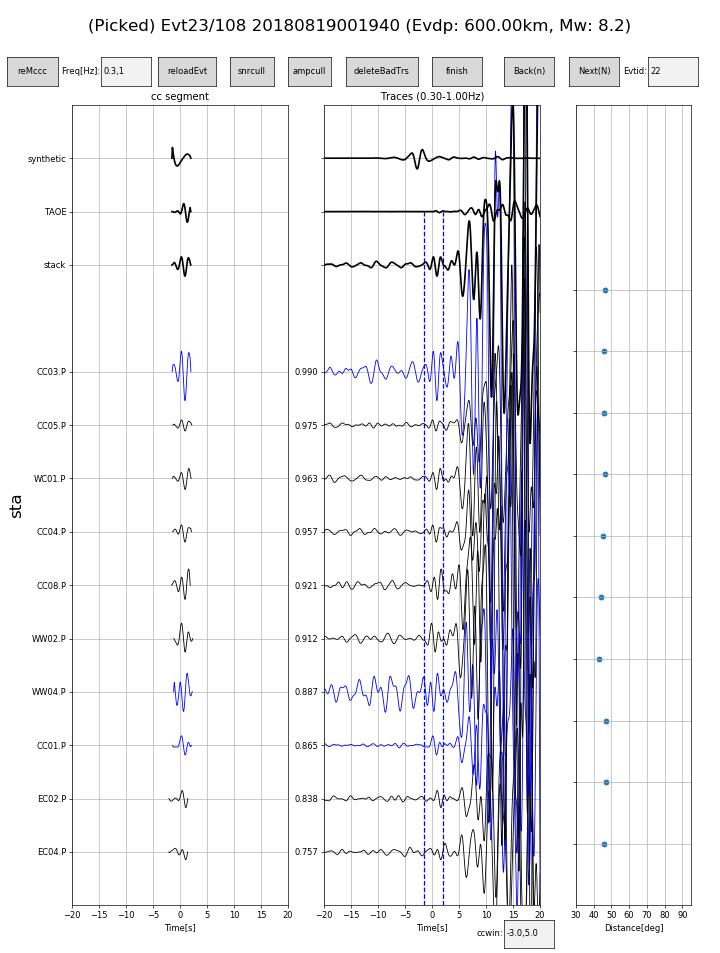 (Picked) Evt23/108 20180819001940 (Evdp: 600.00km, Mw: 8.2)
reMccc Freq[Hz]: 0.3,1 reloadEvt snrcull ampcull deleteBadTrs finish Back(n) Next(N) Evtid: 22
cc segment Traces (0.30-1.00Hz)
synthetic
TAOE
stack
CC03.P 0.990
CC05.P 0.975
WC01.P 0.963
CC04.P 0.957
CC08.P 0.921
WW02.P 0.912
WW04.P 0.887
CC01.P 0.865
EC02.P 0.838
EC04.P 0.757
sta
−20 −15 −10 −5 0 5 10 15 20 −20 −15 −10 −5 0 5 10 15 20 30 40 50 60 70 80 90
Time[s] Time[s] Distance[deg]
ccwin: -3.0,5.0